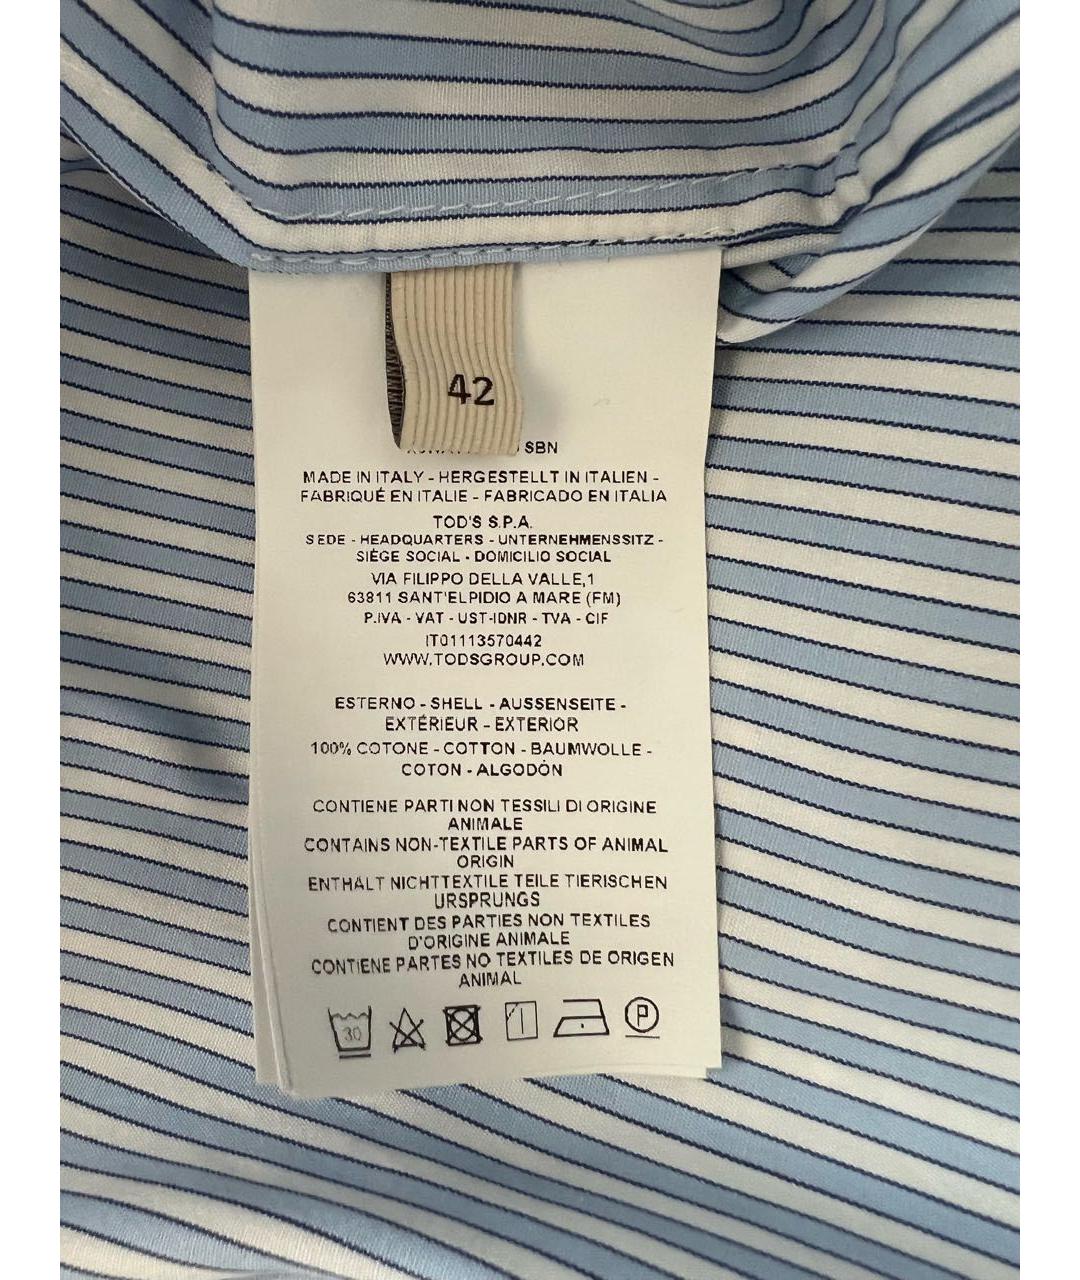 42
SBN
MADE IN ITALY - HERGESTELLT IN ITALIEN -
FABRIQUÉ EN ITALIE - FABRICADO EN ITALIA
TOD'S S.P.A.
SEDE - HEADQUARTERS - UNTERNEHMENSSITZ -
SIÈGE SOCIAL - DOMICILIO SOCIAL
VIA FILIPPO DELLA VALLE,1
63811 SANT'ELPIDIO A MARE (FM)
P.IVA - VAT - UST-IDNR - TVA - CIF
IT01113570442
WWW.TODSGROUP.COM
ESTERNO - SHELL - AUSSENSEITE -
EXTÉRIEUR - EXTERIOR
100% COTONE - COTTON - BAUMWOLLE -
COTON - ALGODÓN
CONTIENE PARTI NON TESSILI DI ORIGINE
ANIMALE
CONTAINS NON-TEXTILE PARTS OF ANIMAL
ORIGIN
ENTHÄLT NICHTTEXTILE TEILE TIERISCHEN
URSPRUNGS
CONTIENT DES PARTIES NON TEXTILES
D'ORIGINE ANIMALE
CONTIENE PARTES NO TEXTILES DE ORIGEN
ANIMAL
30 P